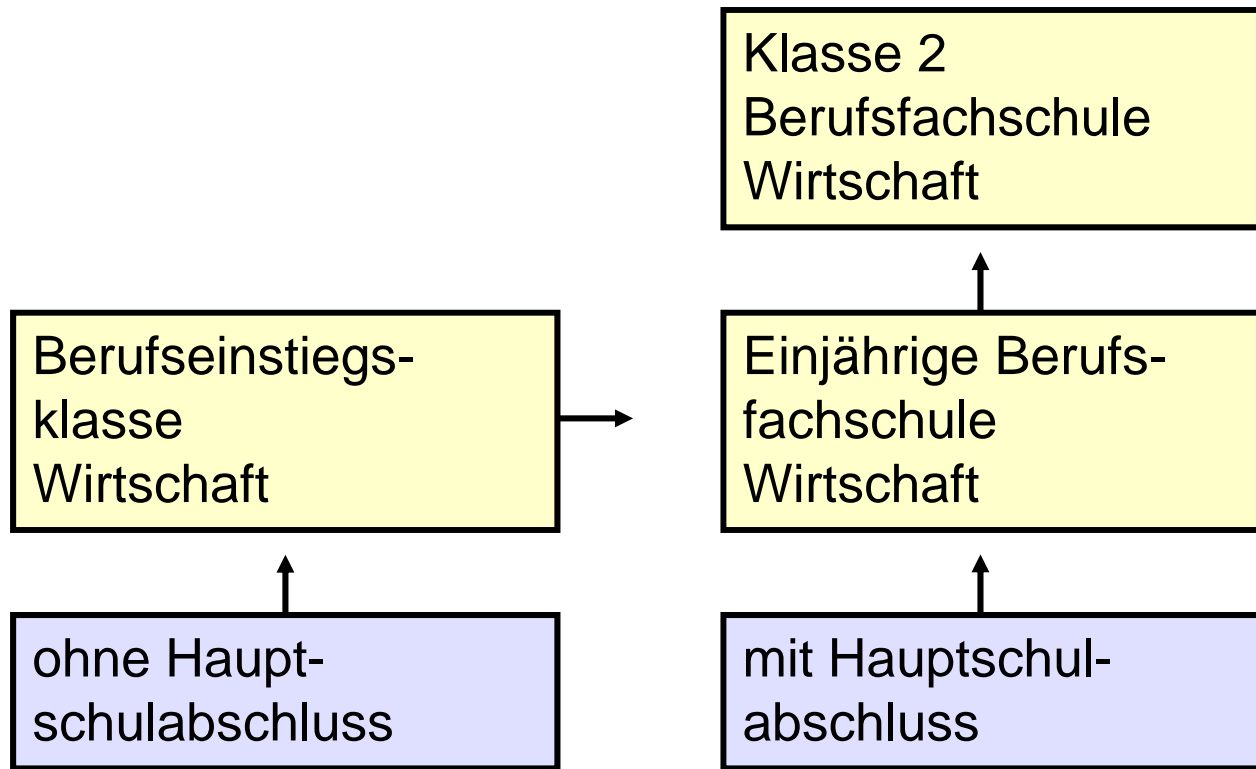 Klasse 2
Berufsfachschule
Wirtschaft
Berufseinstiegs-
klasse
Wirtschaft
Einjährige Berufs-
fachschule
Wirtschaft
ohne Haupt-
schulabschluss
mit Hauptschul-
abschluss